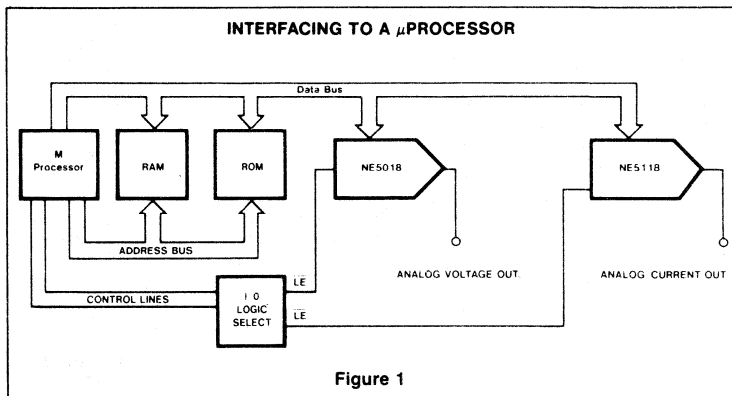 INTERFACING TO A μPROCESSOR
Data Bus
M
Processor
RAM
ROM
NE5018
NE5118
ADDRESS BUS
CONTROL LINES
I O
LOGIC
SELECT
LE
LE
ANALOG VOLTAGE OUT.
ANALOG CURRENT OUT
Figure 1